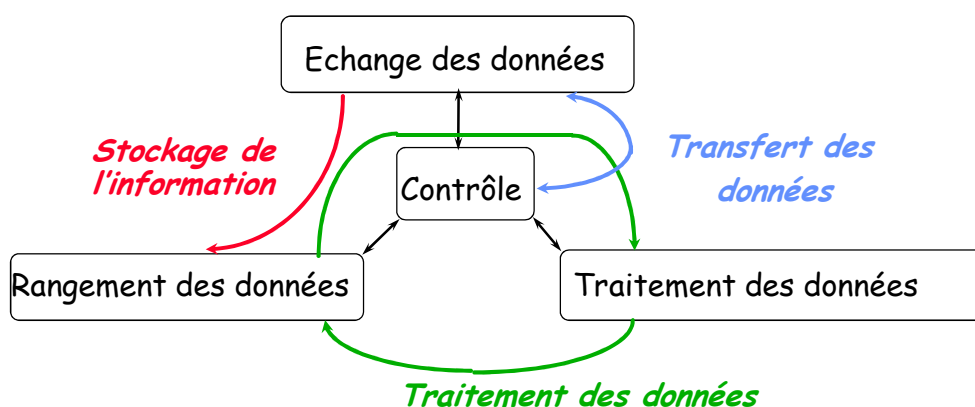 Echange des données
Stockage de
l'information
Transfert des
données
Contrôle
Rangement des données
Traitement des données
Traitement des données